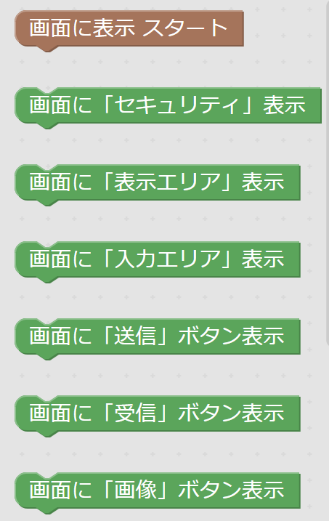 画面に表示 スタート
画面に「セキュリティ」表示
画面に「表示エリア」表示
画面に「入力エリア」表示
画面に「送信」ボタン表示
画面に「受信」ボタン表示
画面に「画像」ボタン表示